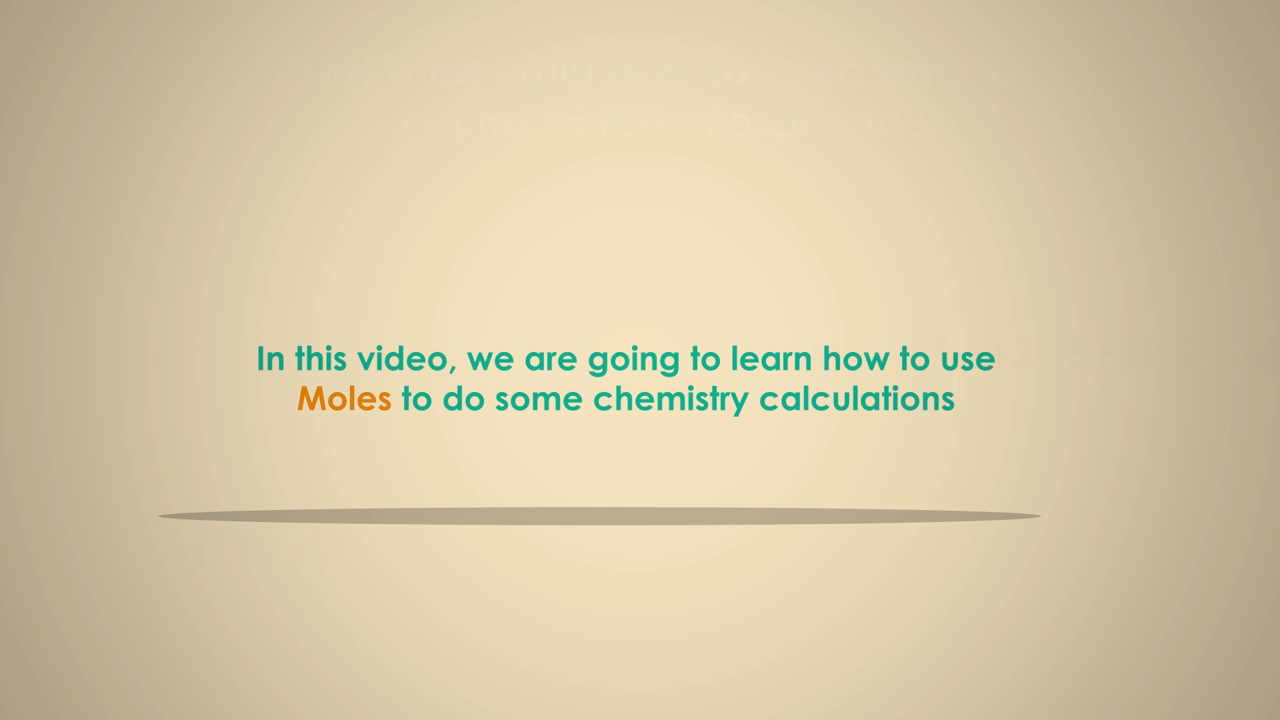 In this video, we are going to learn how to use
Moles to do some chemistry calculations